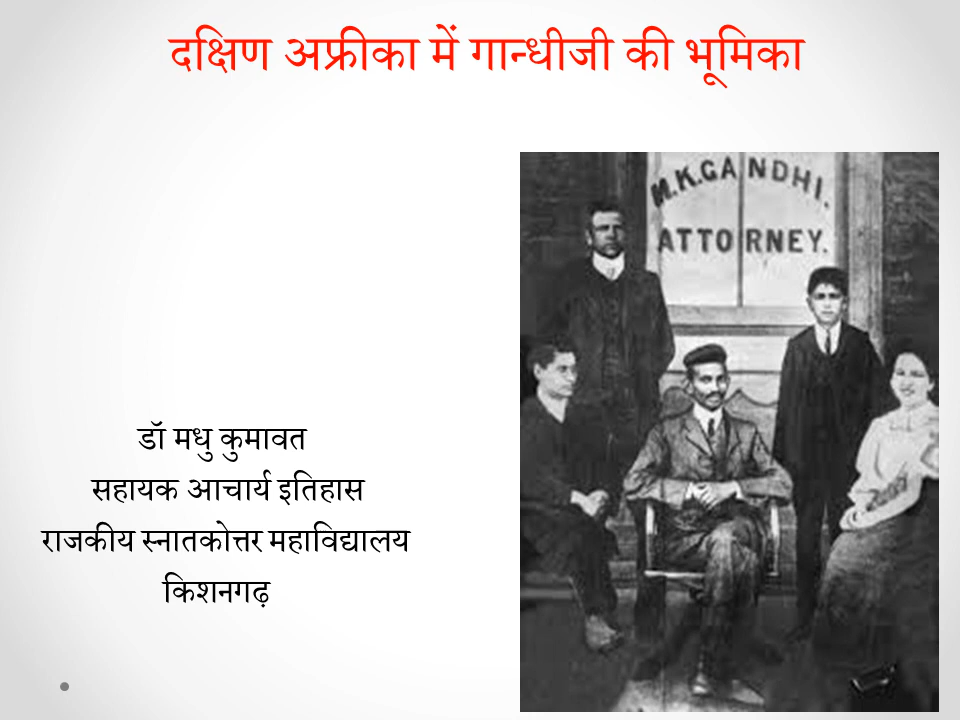 दक्षिण अफ्रीका में गान्धीजी की भूमिका
M.K.GANDHI.
ATTORNEY.
डॉ मधु कुमावत
सहायक आचार्य इतिहास
राजकीय स्नातकोत्तर महाविद्यालय
किशनगढ़